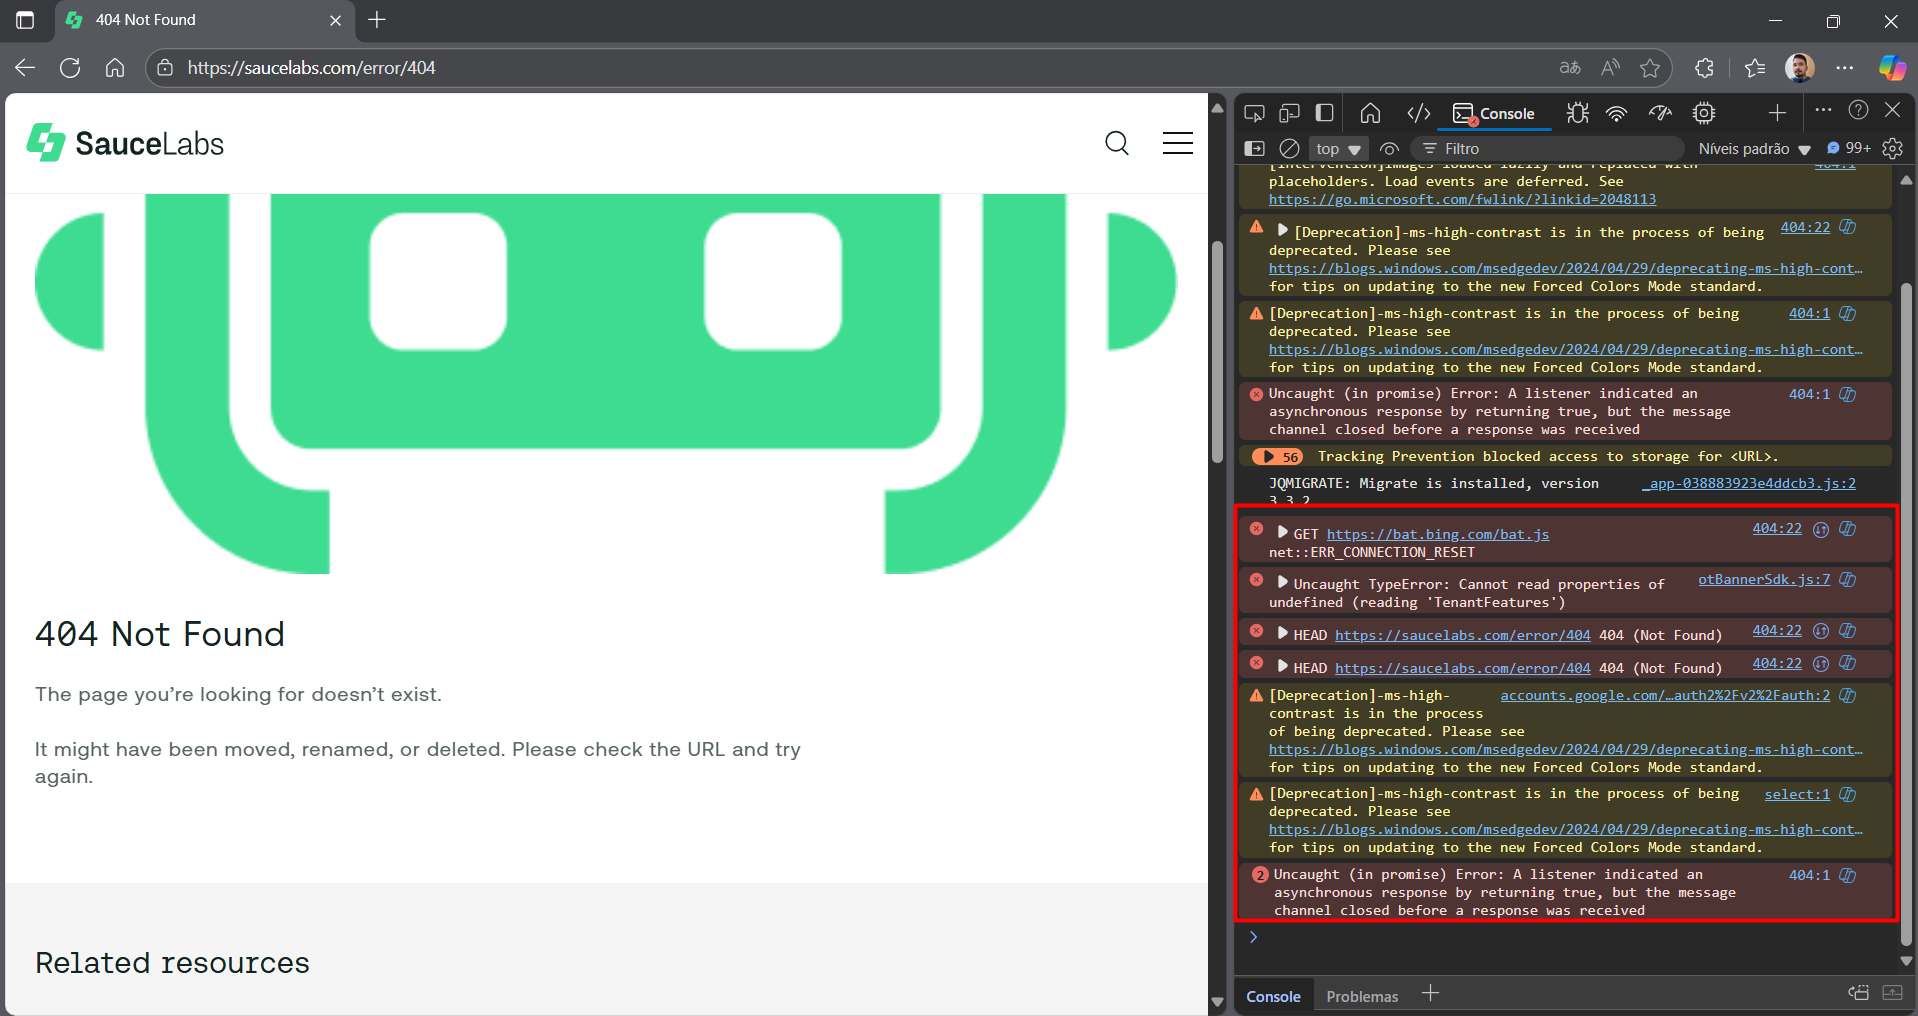 404 Not Found
https://saucelabs.com/error/404
aあ
SauceLabs
404 Not Found
The page you're looking for doesn't exist.
It might have been moved, renamed, or deleted. Please check the URL and try
again.
Related resources
Console
top
Filtro
Níveis padrão
99+
[Intervention]Images loaded lazily and replaced with
404:1
placeholders. Load events are deferred. See
https://go.microsoft.com/fwlink/?linkid=2048113
[Deprecation]-ms-high-contrast is in the process of being
404:22
deprecated. Please see
https://blogs.windows.com/msedgedev/2024/04/29/deprecating-ms-high-cont…
for tips on updating to the new Forced Colors Mode standard.
[Deprecation]-ms-high-contrast is in the process of being
404:1
deprecated. Please see
https://blogs.windows.com/msedgedev/2024/04/29/deprecating-ms-high-cont…
for tips on updating to the new Forced Colors Mode standard.
Uncaught (in promise) Error: A listener indicated an
404:1
asynchronous response by returning true, but the message
channel closed before a response was received
56 Tracking Prevention blocked access to storage for <URL>.
JQMIGRATE: Migrate is installed, version
_app-038883923e4ddcb3.js:2
3.3.2
GET https://bat.bing.com/bat.js
404:22
net::ERR_CONNECTION_RESET
Uncaught TypeError: Cannot read properties of
otBannerSdk.js:7
undefined (reading 'TenantFeatures')
HEAD https://saucelabs.com/error/404 404 (Not Found)
404:22
HEAD https://saucelabs.com/error/404 404 (Not Found)
404:22
[Deprecation]-ms-high-
accounts.google.com/…auth2%2Fv2%2Fauth:2
contrast is in the process
of being deprecated. Please see
https://blogs.windows.com/msedgedev/2024/04/29/deprecating-ms-high-cont…
for tips on updating to the new Forced Colors Mode standard.
[Deprecation]-ms-high-contrast is in the process of being
select:1
deprecated. Please see
https://blogs.windows.com/msedgedev/2024/04/29/deprecating-ms-high-cont…
for tips on updating to the new Forced Colors Mode standard.
2 Uncaught (in promise) Error: A listener indicated an
404:1
asynchronous response by returning true, but the message
channel closed before a response was received
Console
Problemas